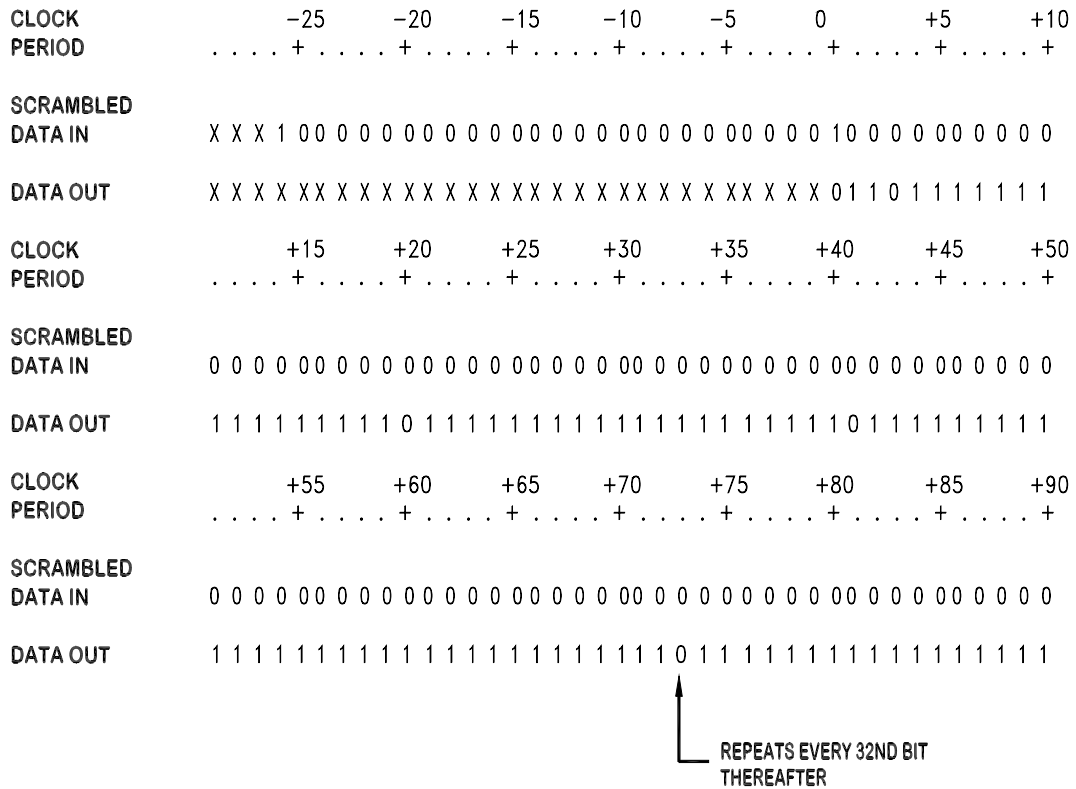 CLOCK −25 −20 −15 −10 −5 0 +5 +10
PERIOD . . . . + . . . . + . . . . + . . . . + . . . . + . . . . + . . . . + . . . . +
SCRAMBLED
DATA IN X X X 1 0 0 0 0 0 0 0 0 0 0 0 0 0 0 0 0 0 0 0 0 0 0 0 0 0 1 0 0 0 0 0 0 0 0 0 0
DATA OUT X X X X X X X X X X X X X X X X X X X X X X X X X X X X X 0 1 1 0 1 1 1 1 1 1 1
CLOCK +15 +20 +25 +30 +35 +40 +45 +50
PERIOD . . . . + . . . . + . . . . + . . . . + . . . . + . . . . + . . . . + . . . . +
SCRAMBLED
DATA IN 0 0 0 0 0 0 0 0 0 0 0 0 0 0 0 0 0 0 0 0 0 0 0 0 0 0 0 0 0 0 0 0 0 0 0 0 0 0 0 0
DATA OUT 1 1 1 1 1 1 1 1 1 0 1 1 1 1 1 1 1 1 1 1 1 1 1 1 1 1 1 1 1 1 0 1 1 1 1 1 1 1 1 1
CLOCK +55 +60 +65 +70 +75 +80 +85 +90
PERIOD . . . . + . . . . + . . . . + . . . . + . . . . + . . . . + . . . . + . . . . +
SCRAMBLED
DATA IN 0 0 0 0 0 0 0 0 0 0 0 0 0 0 0 0 0 0 0 0 0 0 0 0 0 0 0 0 0 0 0 0 0 0 0 0 0 0 0 0
DATA OUT 1 1 1 1 1 1 1 1 1 1 1 1 1 1 1 1 1 1 1 1 1 1 0 1 1 1 1 1 1 1 1 1 1 1 1 1 1 1 1 1
REPEATS EVERY 32ND BIT
THEREAFTER